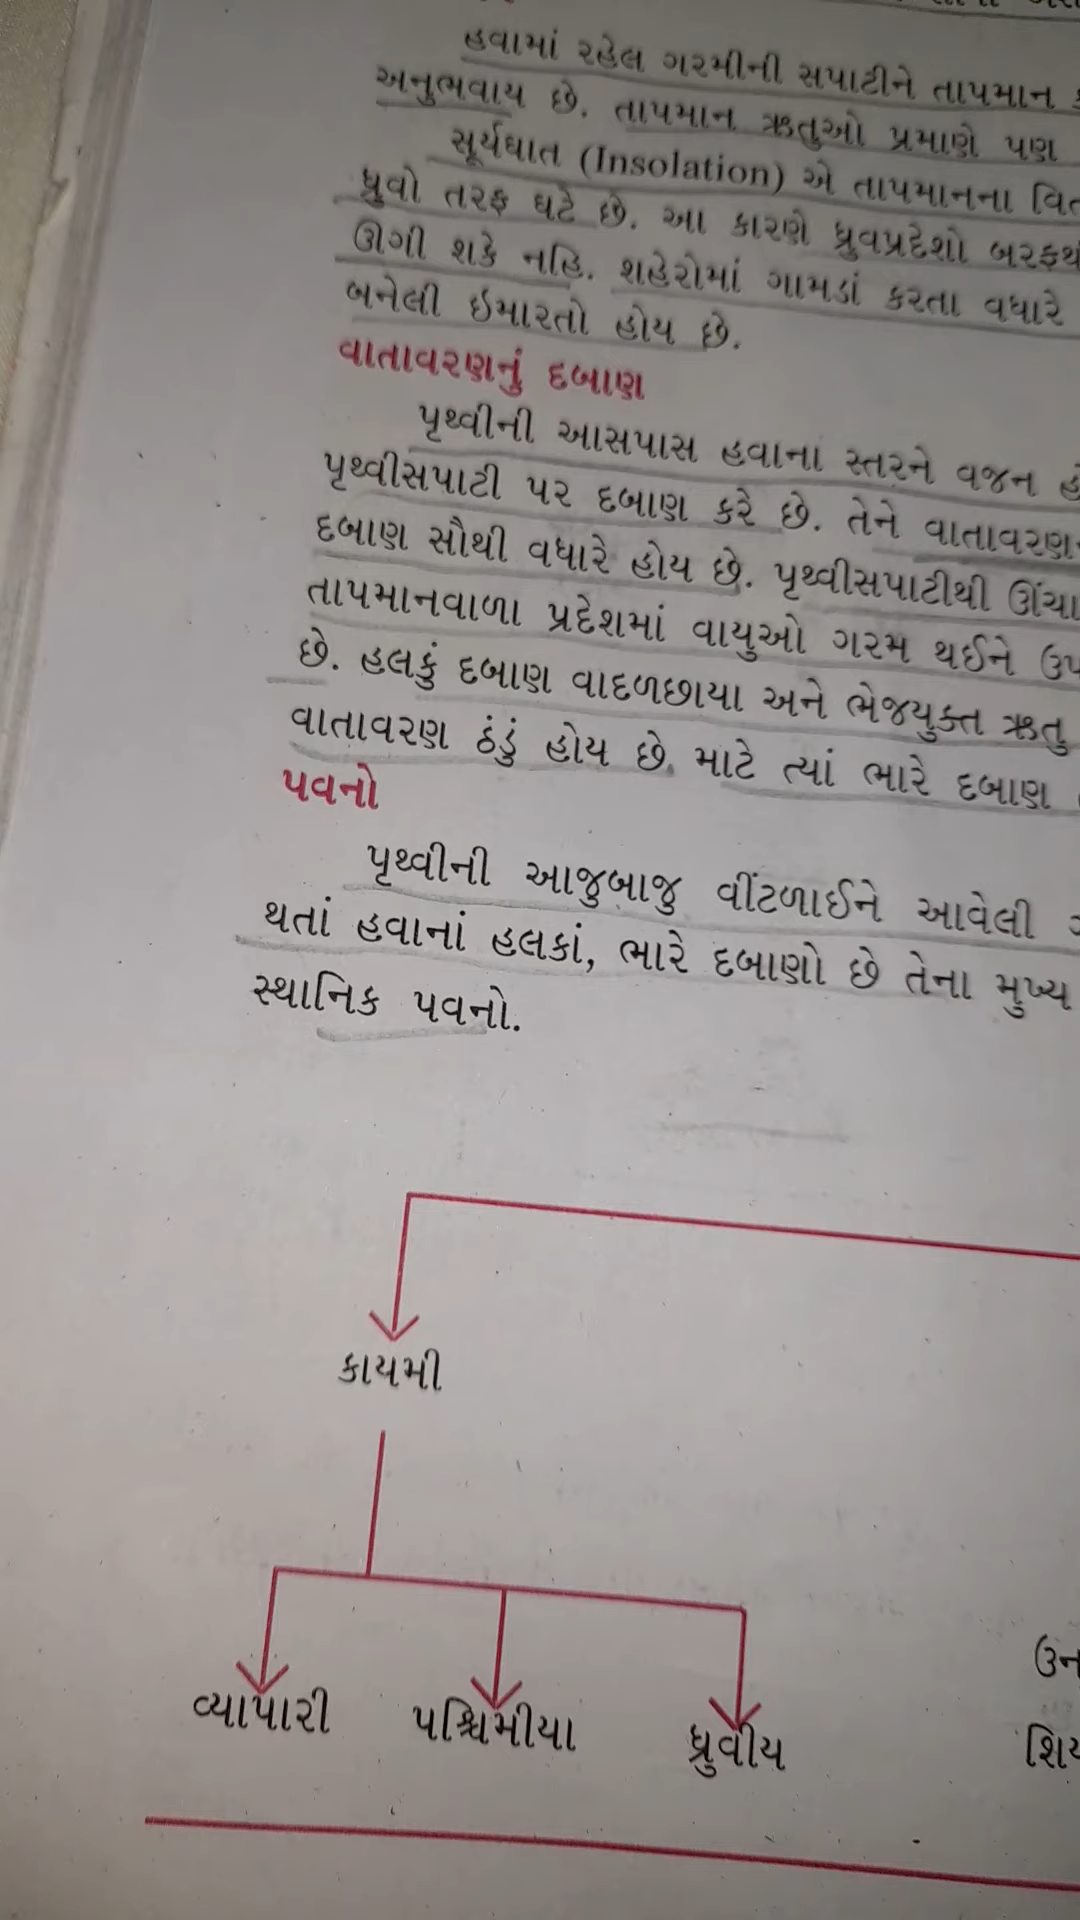 હવામાં રહેલ ગરમીની સપાટીને તાપમાન
અનુભવાય છે. તાપમાન ઋતુઓ પ્રમાણે પણ
સૂર્યઘાત (Insolation) એ તાપમાનના
ધ્રુવો તરફ ઘટે છે. આ કારણે ધ્રુવપ્રદેશો
ઊગી શકે નહિ. શહેરોમાં ગામડાં કરતા વધારે
બનેલી ઇમારતો હોય છે.
વાતાવરણનું દબાણ
પૃથ્વીની આસપાસ હવાના સ્તરને વજન
પૃથ્વીસપાટી પર દબાણ કરે છે. તેને વાતાવરણ
દબાણ સૌથી વધારે હોય છે. પૃથ્વીસપાટીથી ઊંચા
તાપમાનવાળા પ્રદેશમાં વાયુઓ ગરમ થઈને
છે. હલકું દબાણ વાદળછાયા અને ભેજયુક્ત ઋતુ
વાતાવરણ ઠંડું હોય છે. માટે ત્યાં ભારે દબાણ
પવનો
પૃથ્વીની આજુબાજુ વીંટળાઈને આવેલી
થતાં હવાનાં હલકાં, ભારે દબાણો છે તેના મુખ્ય
સ્થાનિક પવનો.
કાયમી
વ્યાપારી પશ્ચિમીયા ધ્રુવીય